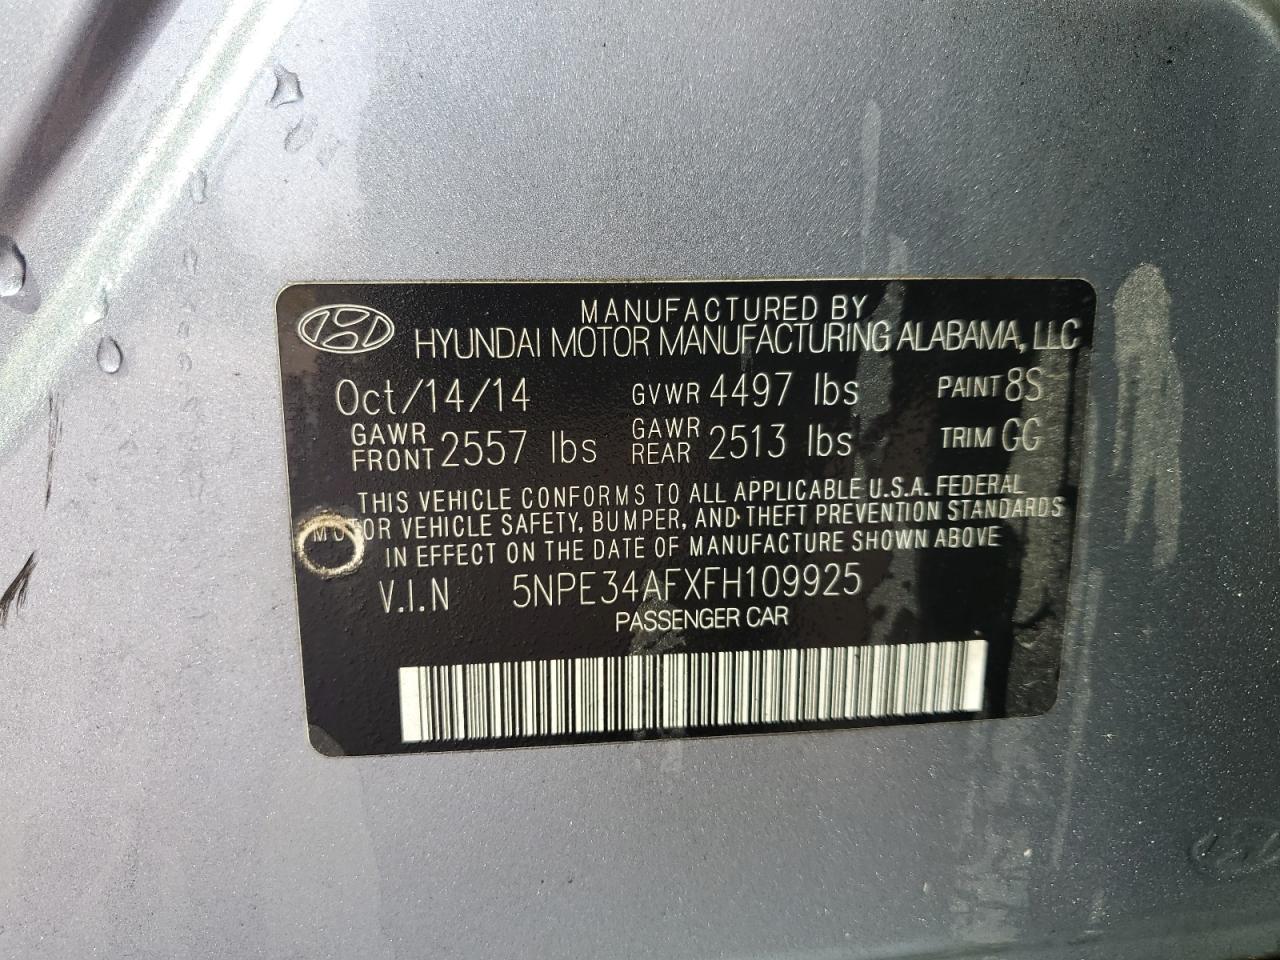 MANUFACTURED BY
HYUNDAI MOTOR MANUFACTURING ALABAMA, LLC
Oct/14/14 GVWR 4497 lbs PAINT 8S
GAWR FRONT 2557 lbs GAWR REAR 2513 lbs TRIM GG
THIS VEHICLE CONFORMS TO ALL APPLICABLE U.S.A. FEDERAL
MOTOR VEHICLE SAFETY, BUMPER, AND THEFT PREVENTION STANDARDS
IN EFFECT ON THE DATE OF MANUFACTURE SHOWN ABOVE
V.I.N 5NPE34AFXFH109925
PASSENGER CAR